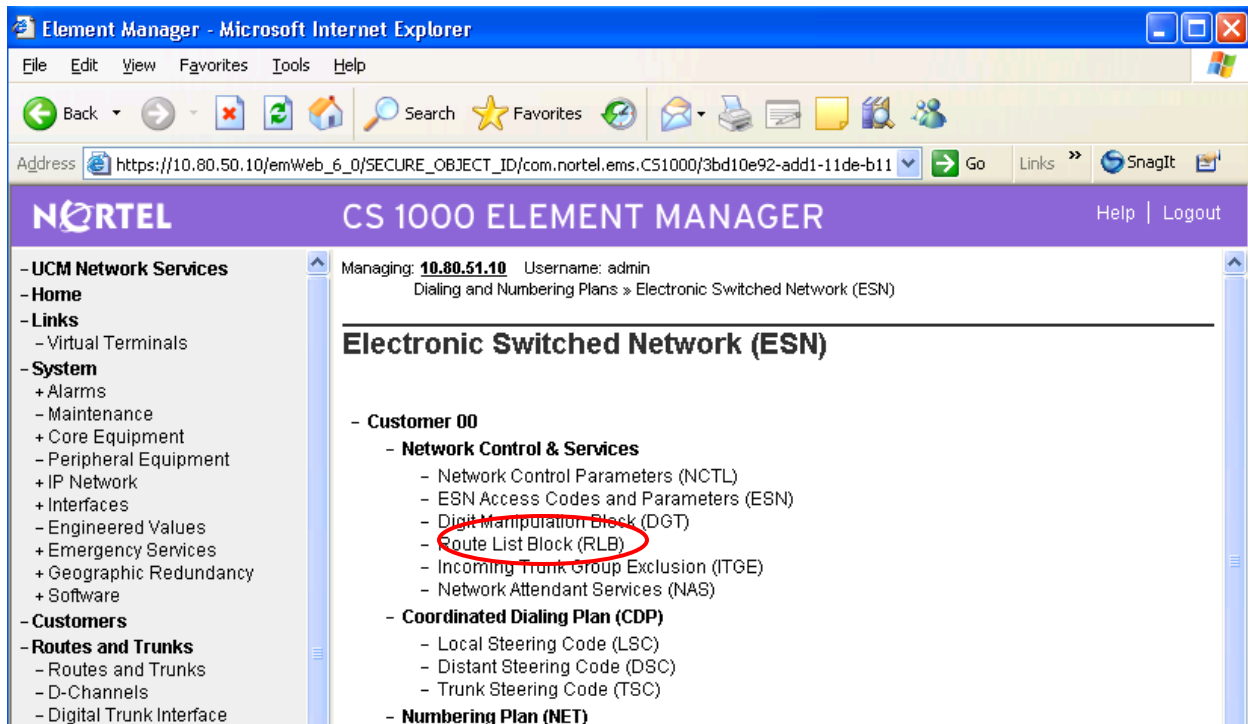 Element Manager - Microsoft Internet Explorer
File Edit View Favorites Tools Help
Back Search Favorites
Address https://10.80.50.10/emWeb_6_0/SECURE_OBJECT_ID/com.nortel.ems.CS1000/3bd10e92-add1-11de-b11 Go Links » SnagIt
NORTEL CS 1000 ELEMENT MANAGER Help | Logout
- UCM Network Services
- Home
- Links
- Virtual Terminals
- System
+ Alarms
- Maintenance
+ Core Equipment
- Peripheral Equipment
+ IP Network
+ Interfaces
- Engineered Values
+ Emergency Services
+ Geographic Redundancy
+ Software
- Customers
- Routes and Trunks
- Routes and Trunks
- D-Channels
- Digital Trunk Interface
Managing: 10.80.51.10 Username: admin
Dialing and Numbering Plans » Electronic Switched Network (ESN)
Electronic Switched Network (ESN)
- Customer 00
- Network Control & Services
- Network Control Parameters (NCTL)
- ESN Access Codes and Parameters (ESN)
- Digit Manipulation Block (DGT)
- Route List Block (RLB)
- Incoming Trunk Group Exclusion (ITGE)
- Network Attendant Services (NAS)
- Coordinated Dialing Plan (CDP)
- Local Steering Code (LSC)
- Distant Steering Code (DSC)
- Trunk Steering Code (TSC)
- Numbering Plan (NET)